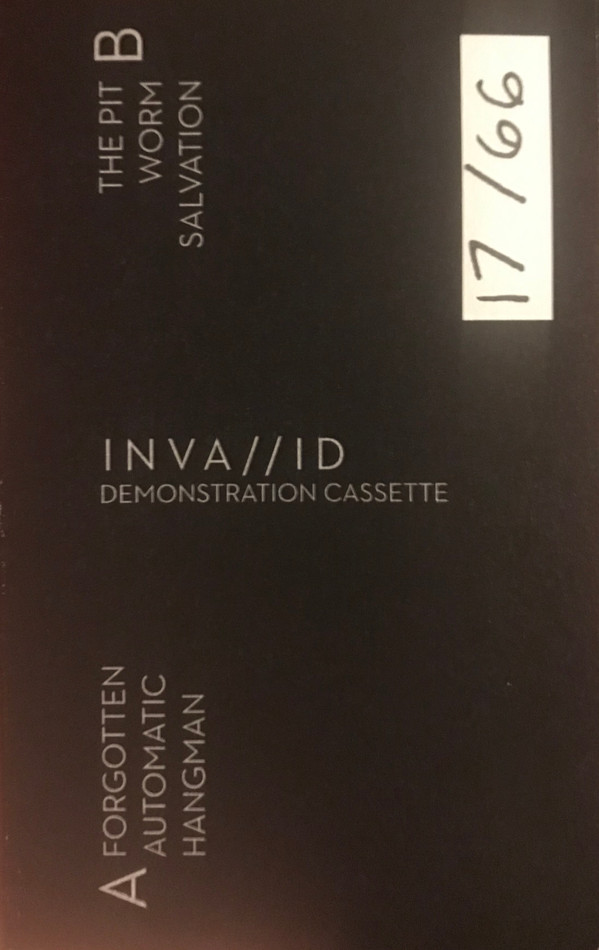 INVA//ID
DEMONSTRATION CASSETTE
A
FORGOTTEN
AUTOMATIC
HANGMAN
B
THE PIT
WORM
SALVATION
17/66